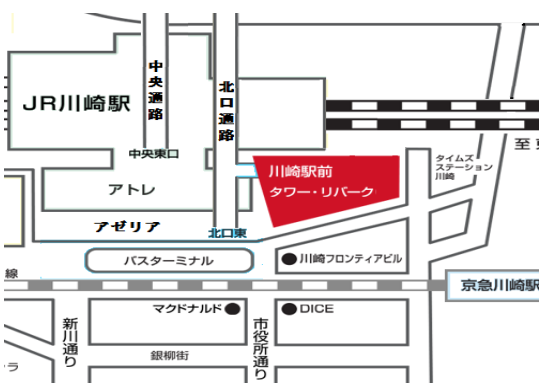 中央通路
北口通路
JR川崎駅
中央東口
川崎駅前
タワー・リパーク
タイムズ
ステーション
川崎
至
アトレ
アゼリア
北口東
バスターミナル
川崎フロンティアビル
線
京急川崎駅
マクドナルド
DICE
新川通り
市役所通り
銀柳街
ラ